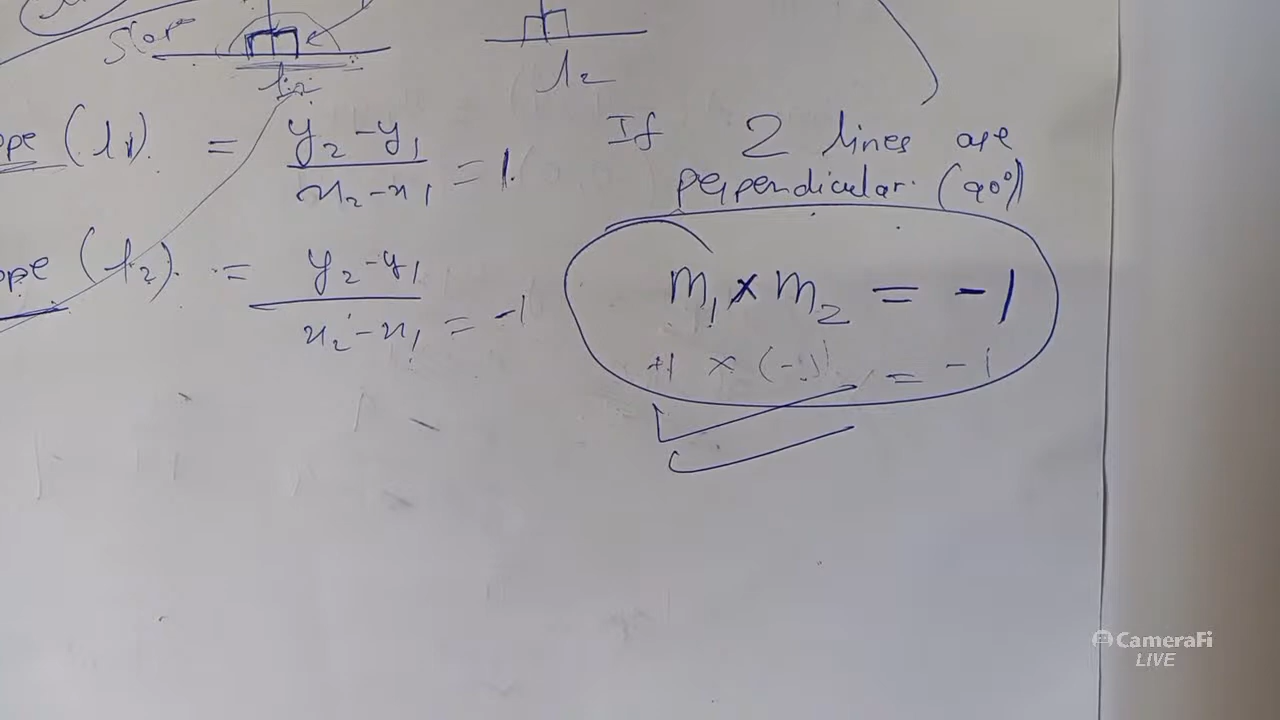 l2
l2
ope (l1). = y2-y1 / x2-x1 = 1.
ope (l2). = y2-y1 / x2-x1 = -1
If 2 lines are
perpendicular. (90°)
m1 × m2 = -1
+1 × (-1) = -1
CameraFi
LIVE